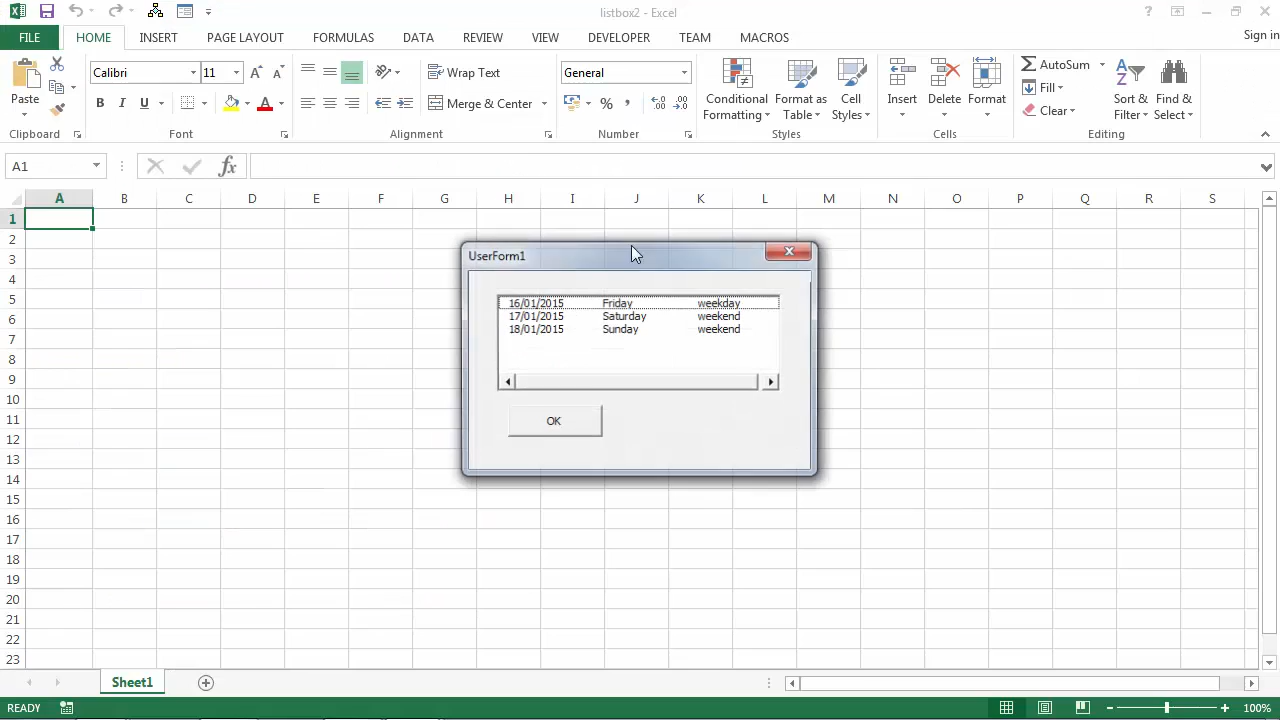 listbox2 - Excel
?
FILE HOME INSERT PAGE LAYOUT FORMULAS DATA REVIEW VIEW DEVELOPER TEAM MACROS Sign in
Paste
Calibri 11
B I U
Wrap Text
Merge & Center
General
%
Conditional Formatting
Format as Table
Cell Styles
Insert
Delete
Format
AutoSum
Fill
Clear
Sort & Filter
Find & Select
Clipboard Font Alignment Number Styles Cells Editing
A1 fx
A B C D E F G H I J K L M N O P Q R S
1
2
3
4
5
6
7
8
9
10
11
12
13
14
15
16
17
18
19
20
21
22
23
UserForm1
16/01/2015 Friday weekday
17/01/2015 Saturday weekend
18/01/2015 Sunday weekend
OK
Sheet1
READY 100%